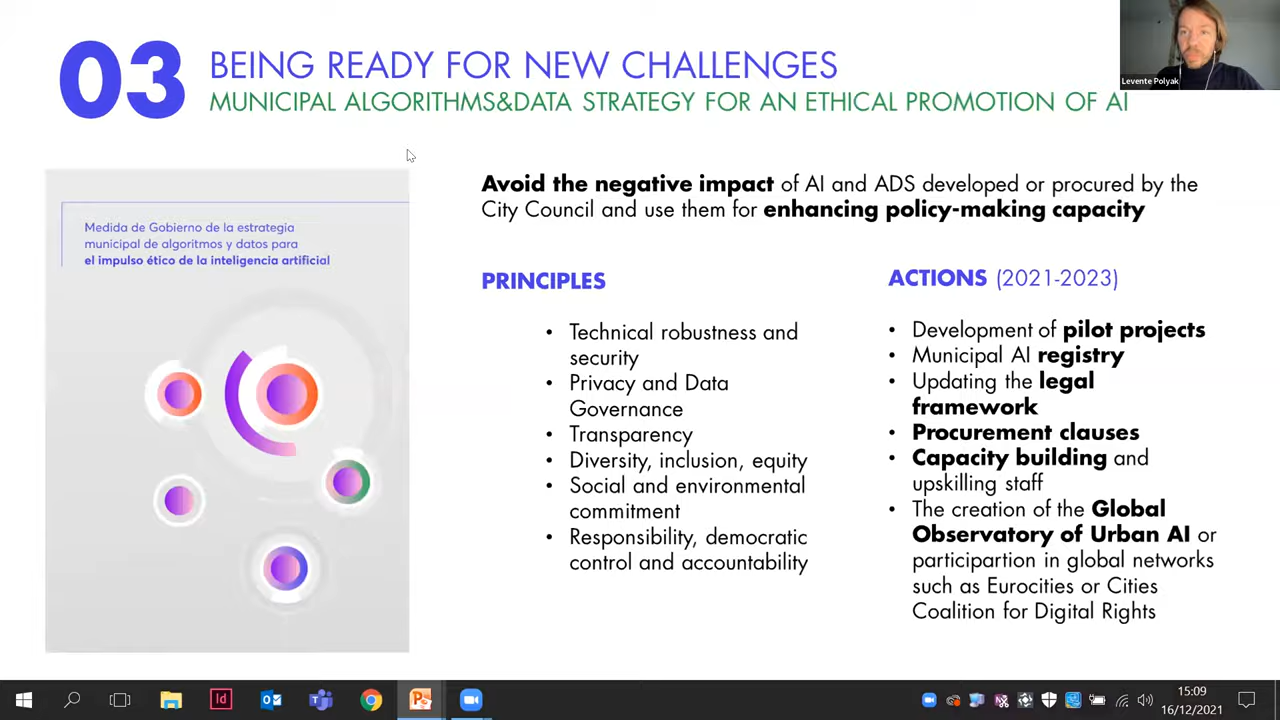 03
BEING READY FOR NEW CHALLENGES
MUNICIPAL ALGORITHMS&DATA STRATEGY FOR AN ETHICAL PROMOTION OF AI
Levente Polyak
Medida de Gobierno de la estrategia
municipal de algoritmos y datos para
el impulso ético de la inteligencia artificial
Avoid the negative impact of AI and ADS developed or procured by the
City Council and use them for enhancing policy-making capacity
PRINCIPLES
• Technical robustness and
security
• Privacy and Data
Governance
• Transparency
• Diversity, inclusion, equity
• Social and environmental
commitment
• Responsibility, democratic
control and accountability
ACTIONS (2021-2023)
• Development of pilot projects
• Municipal AI registry
• Updating the legal
framework
• Procurement clauses
• Capacity building and
upskilling staff
• The creation of the Global
Observatory of Urban AI or
participartion in global networks
such as Eurocities or Cities
Coalition for Digital Rights
15:09
16/12/2021